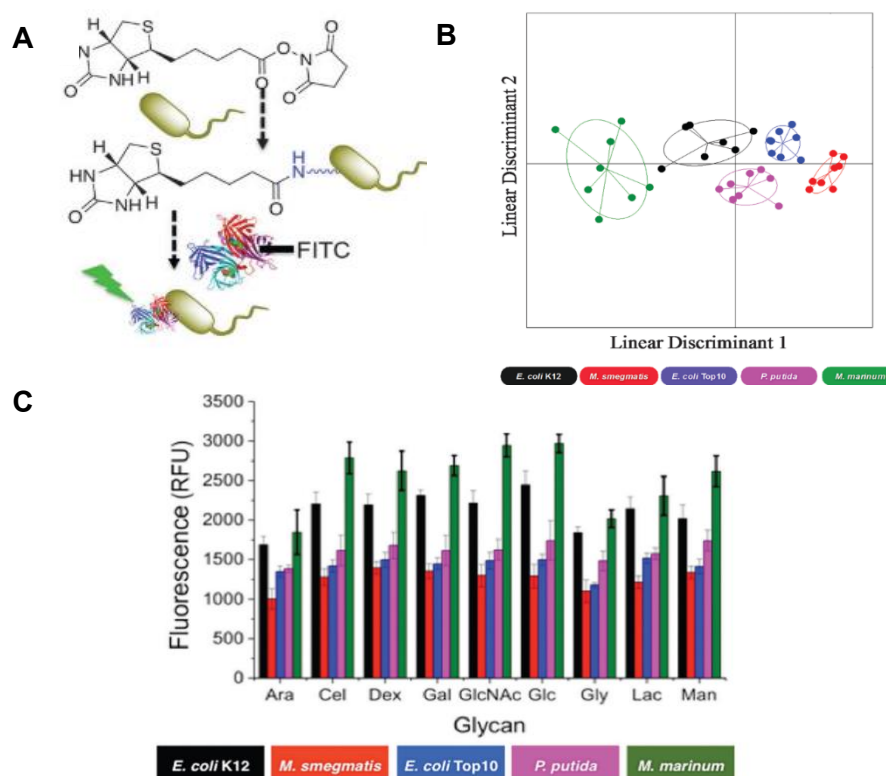 A
S
O
N
N
H
H
O
NH
O
O
O
S
HN
H
H
O
NH
H
N
O
FITC
B
Linear Discriminant 2
Linear Discriminant 1
E. coli K12 M. smegmatis E. coli Top10 P. putida M. marinum
C
Fluorescence (RFU)
3500
3000
2500
2000
1500
1000
500
0
Ara Cel Dex Gal GlcNAc Glc Gly Lac Man
Glycan
E. coli K12 M. smegmatis E. coli Top10 P. putida M. marinum